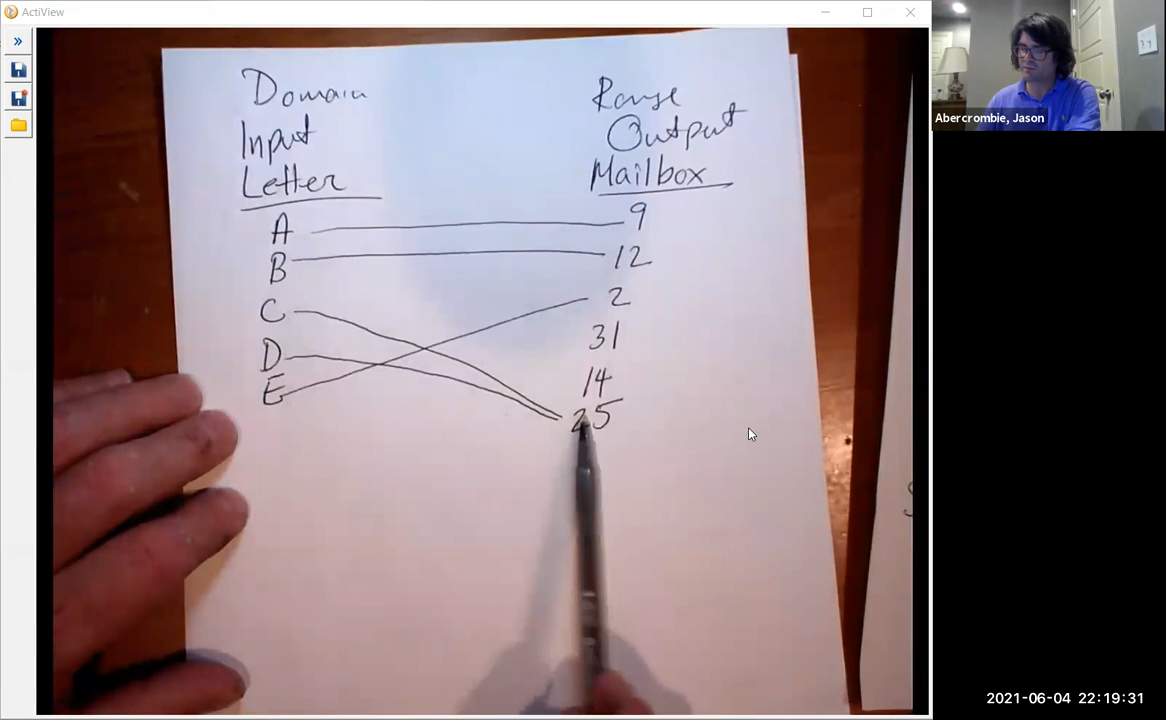 ActiView
Domain Range
Input Output
Letter Mailbox
A 9
B 12
C 2
D 31
E 14
25
Abercrombie, Jason
2021-06-04 22:19:31